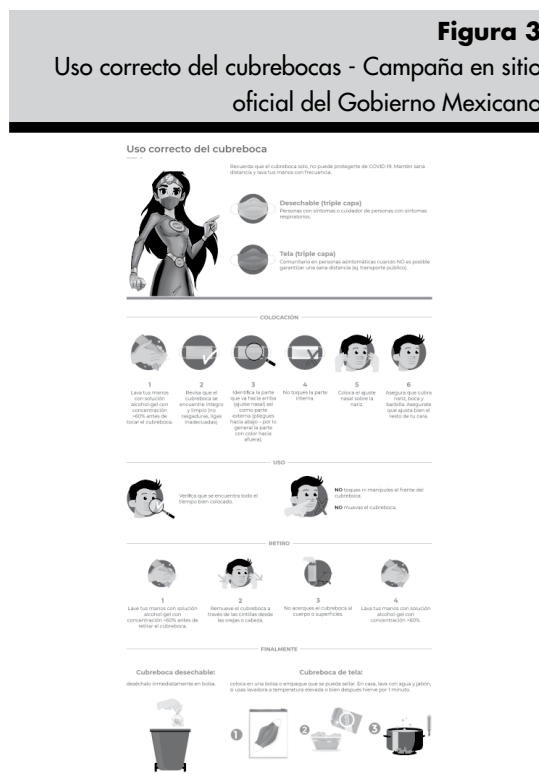 Figura 3
Uso correcto del cubrebocas - Campaña en sitio
oficial del Gobierno Mexicano
Uso correcto del cubreboca
Recuerda que el cubreboca solo, no puede protegerte de COVID-19. Mantén sana
distancia y lava tus manos con frecuencia.
Desechable (triple capa)
Personas con síntomas o cuidador de personas con síntomas
respiratorios.
Tela (triple capa)
Comunitario en personas asintomáticas cuando NO es posible
garantizar una sana distancia (ej. transporte público).
COLOCACIÓN
1
Lava tus manos
con solución
alcohol-gel con
concentración
>60% antes de
tocar el cubreboca.
2
Revisa que el
cubreboca se
encuentre íntegro
y limpio (no
rasgaduras, ligas
inadecuadas).
3
Identifica la parte
que va hacia arriba
(ajuste nasal) así
como parte
externa (pliegues
hacia abajo - por lo
general la parte
con color hacia
afuera).
4
No toques la parte
interna.
5
Coloca el ajuste
nasal sobre la
nariz.
6
Asegura que cubra
nariz, boca y
barbilla. Asegúrate
que ajusta bien el
resto de tu cara.
USO
Verifica que se encuentra todo el
tiempo bien colocado.
NO toques ni manipules el frente del
cubreboca.
NO muevas el cubreboca.
RETIRO
1
Lava tus manos con solución
alcohol-gel con
concentración >60% antes de
retirar el cubreboca.
2
Remueve el cubreboca a
través de las cintillas desde
las orejas o cabeza.
3
No acerques el cubreboca al
cuerpo o superficies.
4
Lava tus manos con solución
alcohol-gel con
concentración >60%.
FINALMENTE
Cubreboca desechable:
deséchalo inmediatamente en bolsa.
Cubreboca de tela:
coloca en una bolsa o empaque que se pueda sellar. En casa, lava con agua y jabón,
si usas lavadora a temperatura elevada o bien después hierve por 1 minuto.
1
2
3